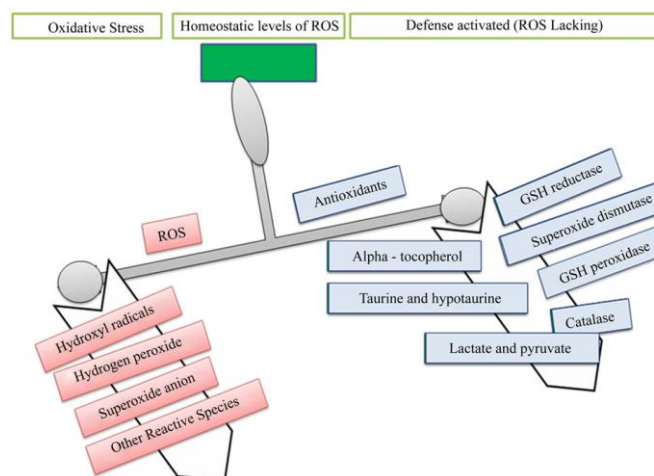 Oxidative Stress
Homeostatic levels of ROS
Defense activated (ROS Lacking)
Antioxidants
ROS
GSH reductase
Superoxide dismutase
GSH peroxidase
Catalase
Alpha - tocopherol
Taurine and hypotaurine
Lactate and pyruvate
Hydroxyl radicals
Hydrogen peroxide
Superoxide anion
Other Reactive Species